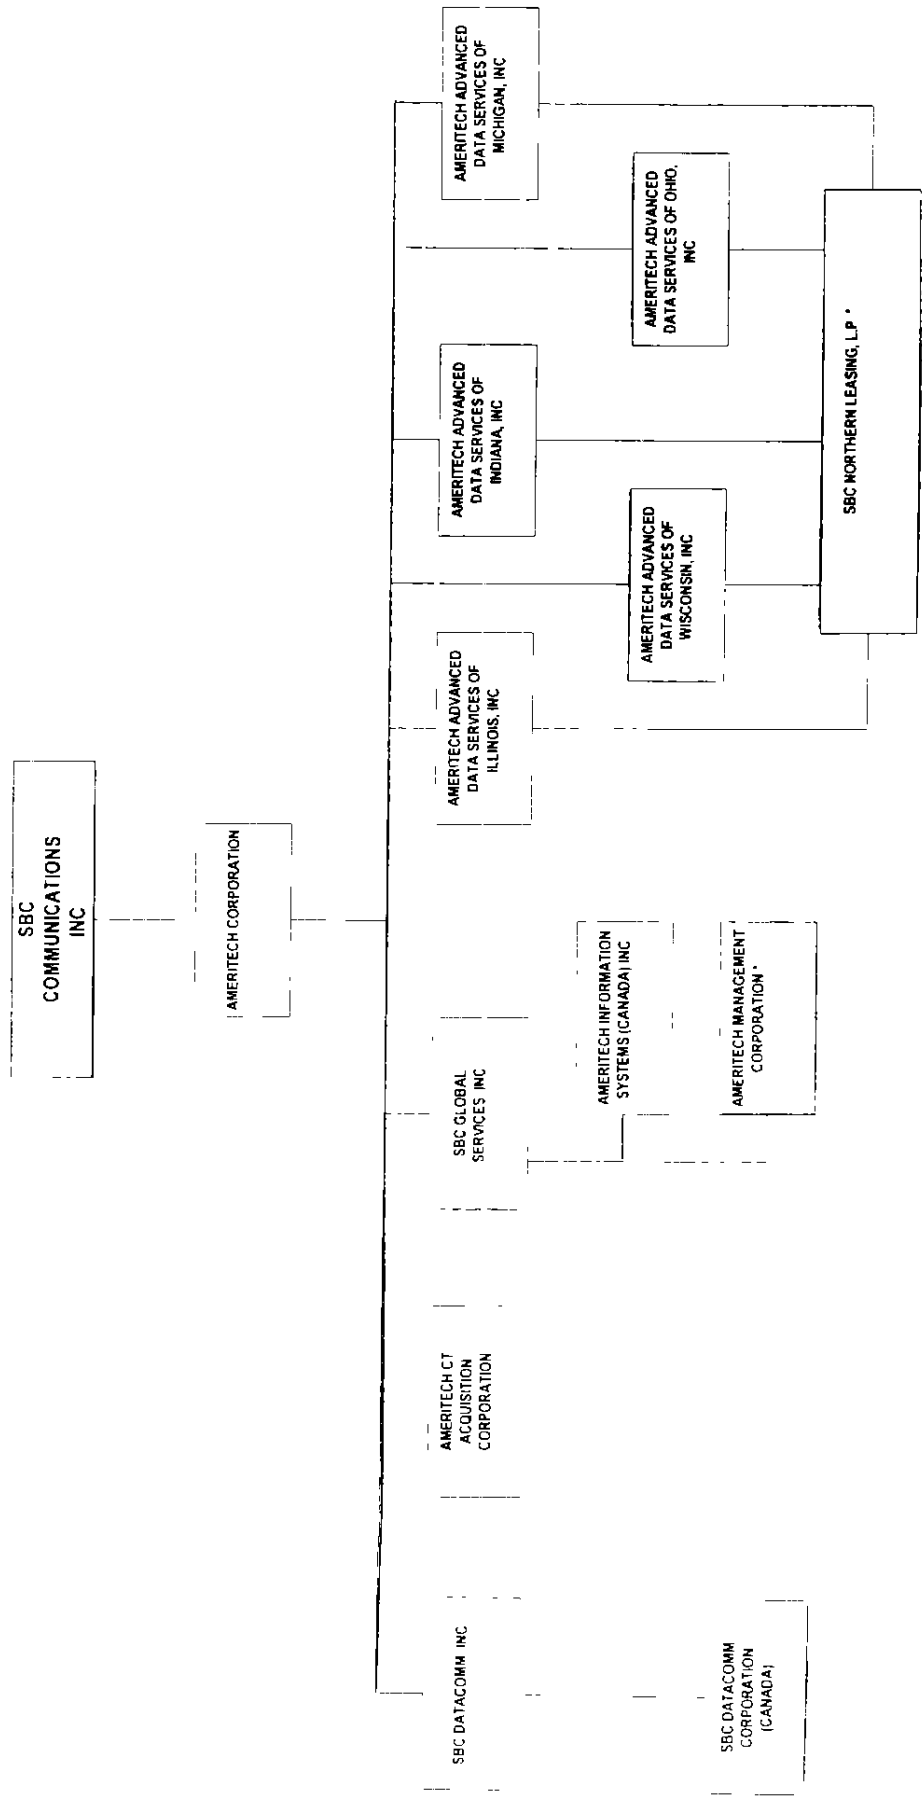 SBC
COMMUNICATIONS
INC
AMERITECH CORPORATION
SBC DATACOMM INC
AMERITECH CT
ACQUISITION
CORPORATION
SBC GLOBAL
SERVICES INC
AMERITECH ADVANCED
DATA SERVICES OF
ILLINOIS, INC
AMERITECH ADVANCED
DATA SERVICES OF
INDIANA, INC
AMERITECH ADVANCED
DATA SERVICES OF
MICHIGAN, INC
AMERITECH INFORMATION
SYSTEMS (CANADA) INC
AMERITECH ADVANCED
DATA SERVICES OF
WISCONSIN, INC
AMERITECH ADVANCED
DATA SERVICES OF OHIO,
INC
SBC DATACOMM
CORPORATION
(CANADA)
AMERITECH MANAGEMENT
CORPORATION *
SBC NORTHERN LEASING, L.P. *